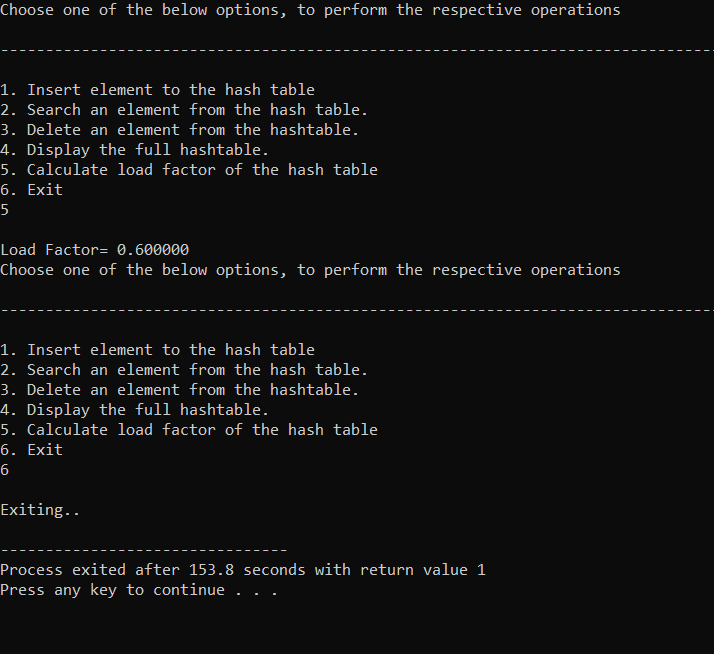 Choose one of the below options, to perform the respective operations
--------------------------------------------------------------------------------
1. Insert element to the hash table
2. Search an element from the hash table.
3. Delete an element from the hashtable.
4. Display the full hashtable.
5. Calculate load factor of the hash table
6. Exit
5
Load Factor= 0.600000
Choose one of the below options, to perform the respective operations
--------------------------------------------------------------------------------
1. Insert element to the hash table
2. Search an element from the hash table.
3. Delete an element from the hashtable.
4. Display the full hashtable.
5. Calculate load factor of the hash table
6. Exit
6
Exiting..
--------------------------------
Process exited after 153.8 seconds with return value 1
Press any key to continue . . .